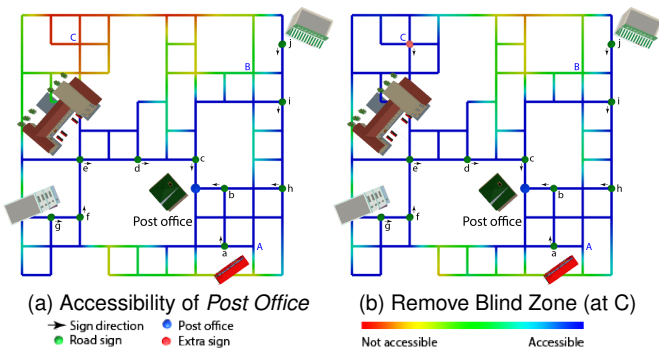 C
j
B
i
e
d
c
h
b
Post office
f
g
a
A
C
j
B
i
e
d
c
h
b
Post office
f
g
a
A
(a) Accessibility of Post Office
(b) Remove Blind Zone (at C)
Sign direction
Post office
Road sign
Extra sign
Not accessible
Accessible